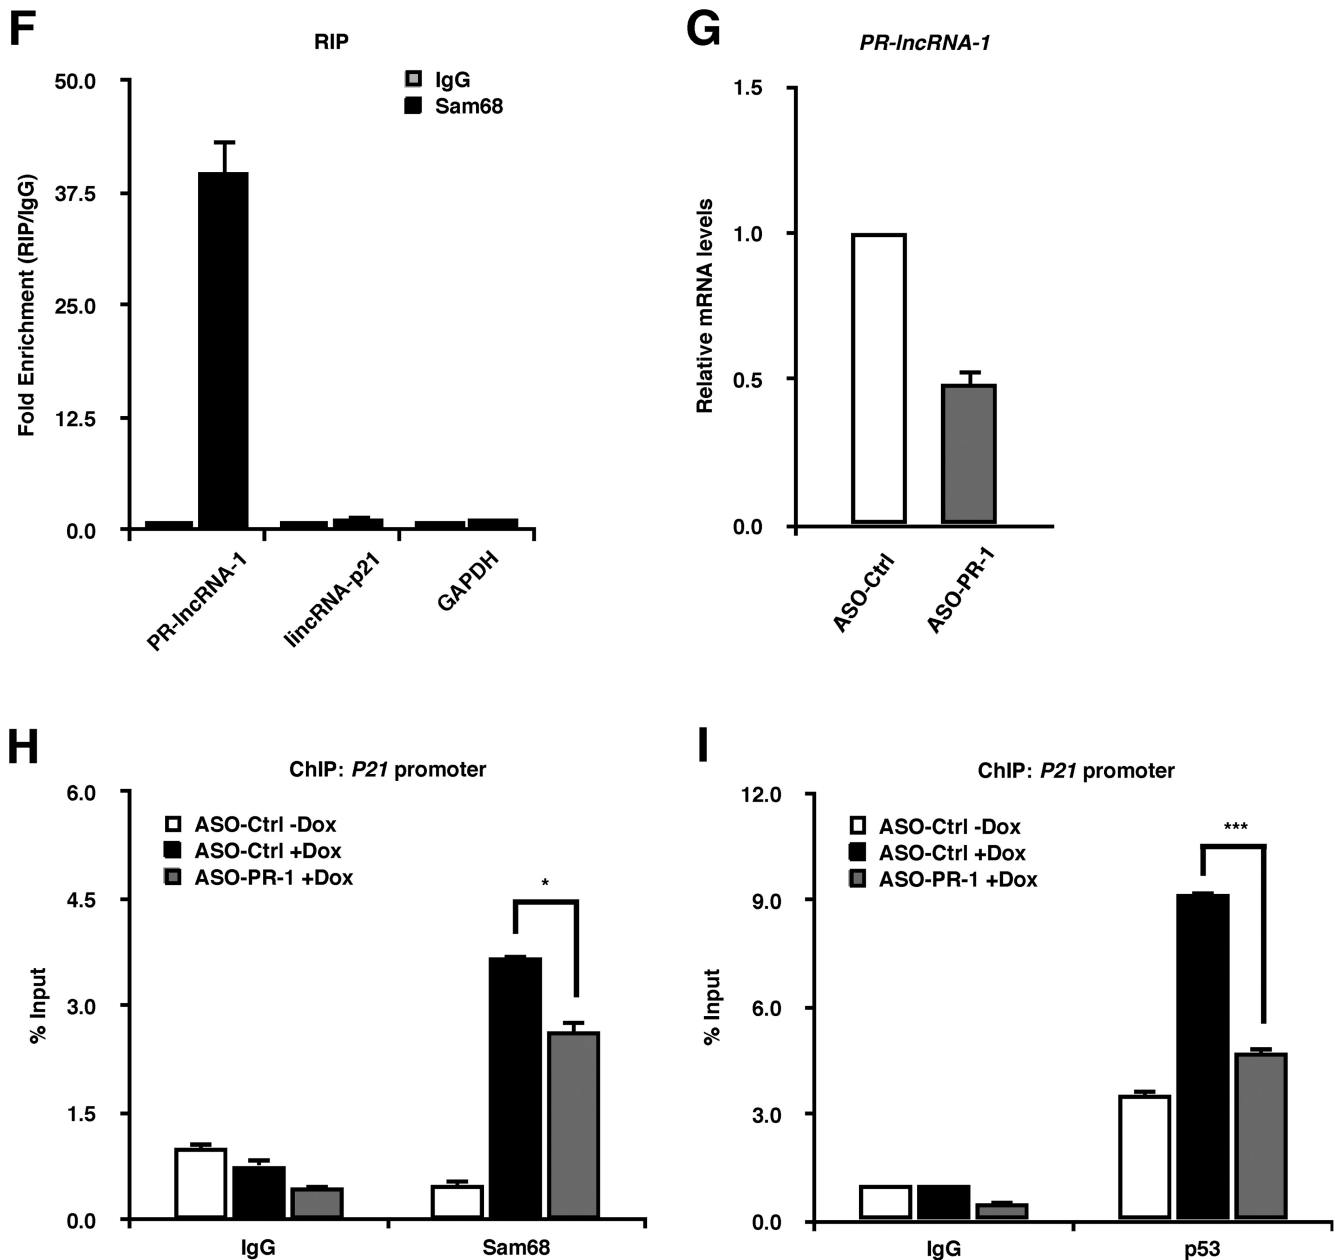 F
RIP
IgG
Sam68
Fold Enrichment (RIP/IgG)
50.0
37.5
25.0
12.5
0.0
PR-lncRNA-1
lincRNA-p21
GAPDH
G
PR-lncRNA-1
Relative mRNA levels
1.5
1.0
0.5
0.0
ASO-Ctrl
ASO-PR-1
H
ChIP: P21 promoter
ASO-Ctrl -Dox
ASO-Ctrl +Dox
ASO-PR-1 +Dox
% Input
6.0
4.5
3.0
1.5
0.0
*
IgG
Sam68
I
ChIP: P21 promoter
ASO-Ctrl -Dox
ASO-Ctrl +Dox
ASO-PR-1 +Dox
% Input
12.0
9.0
6.0
3.0
0.0
***
IgG
p53